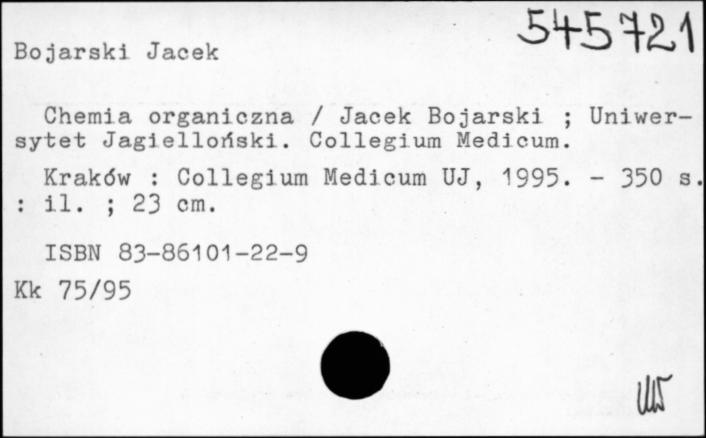 545721
Bojarski Jacek
Chemia organiczna / Jacek Bojarski ; Uniwer-
sytet Jagielloński. Collegium Medicum.
Kraków : Collegium Medicum UJ, 1995. - 350 s.
: il. ; 23 cm.
ISBN 83-86101-22-9
Kk 75/95